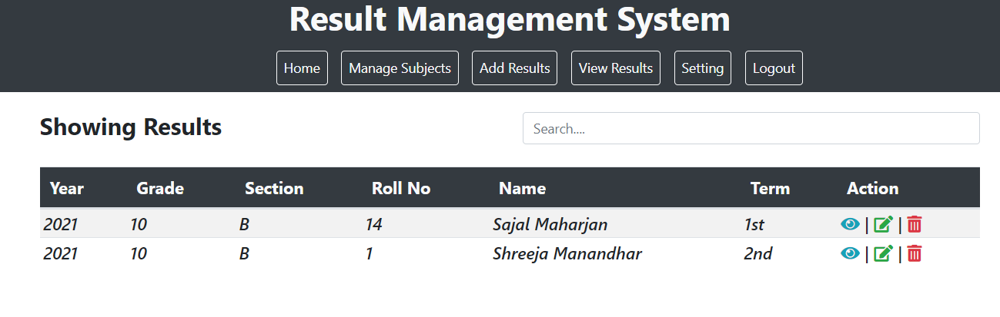 Result Management System
Home Manage Subjects Add Results View Results Setting Logout
Showing Results Search....
Year Grade Section Roll No Name Term Action
2021 10 B 14 Sajal Maharjan 1st | |
2021 10 B 1 Shreeja Manandhar 2nd | |